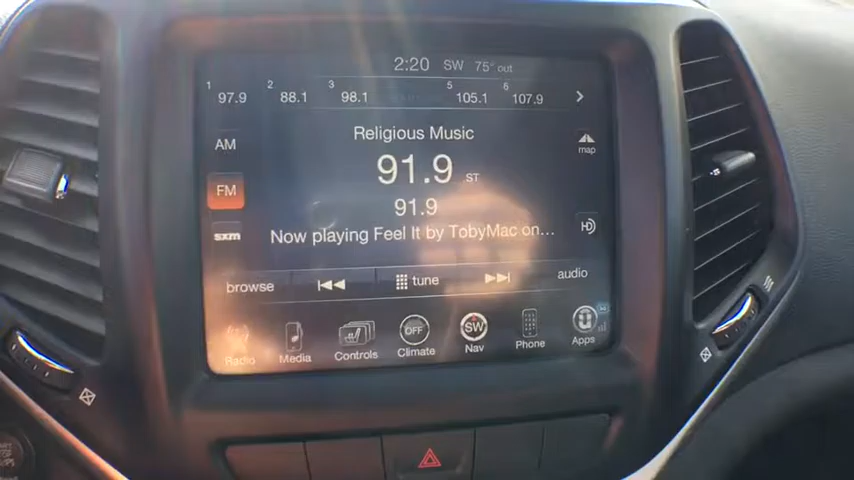 2:20 SW 75° out
1 97.9 2 88.1 3 98.1 5 105.1 6 107.9
Religious Music
AM
map
91.9 ST
FM
91.9
HD
sxm
Now playing Feel It by TobyMac on...
browse tune audio
OFF SW
Radio Media Controls Climate Nav Phone Apps